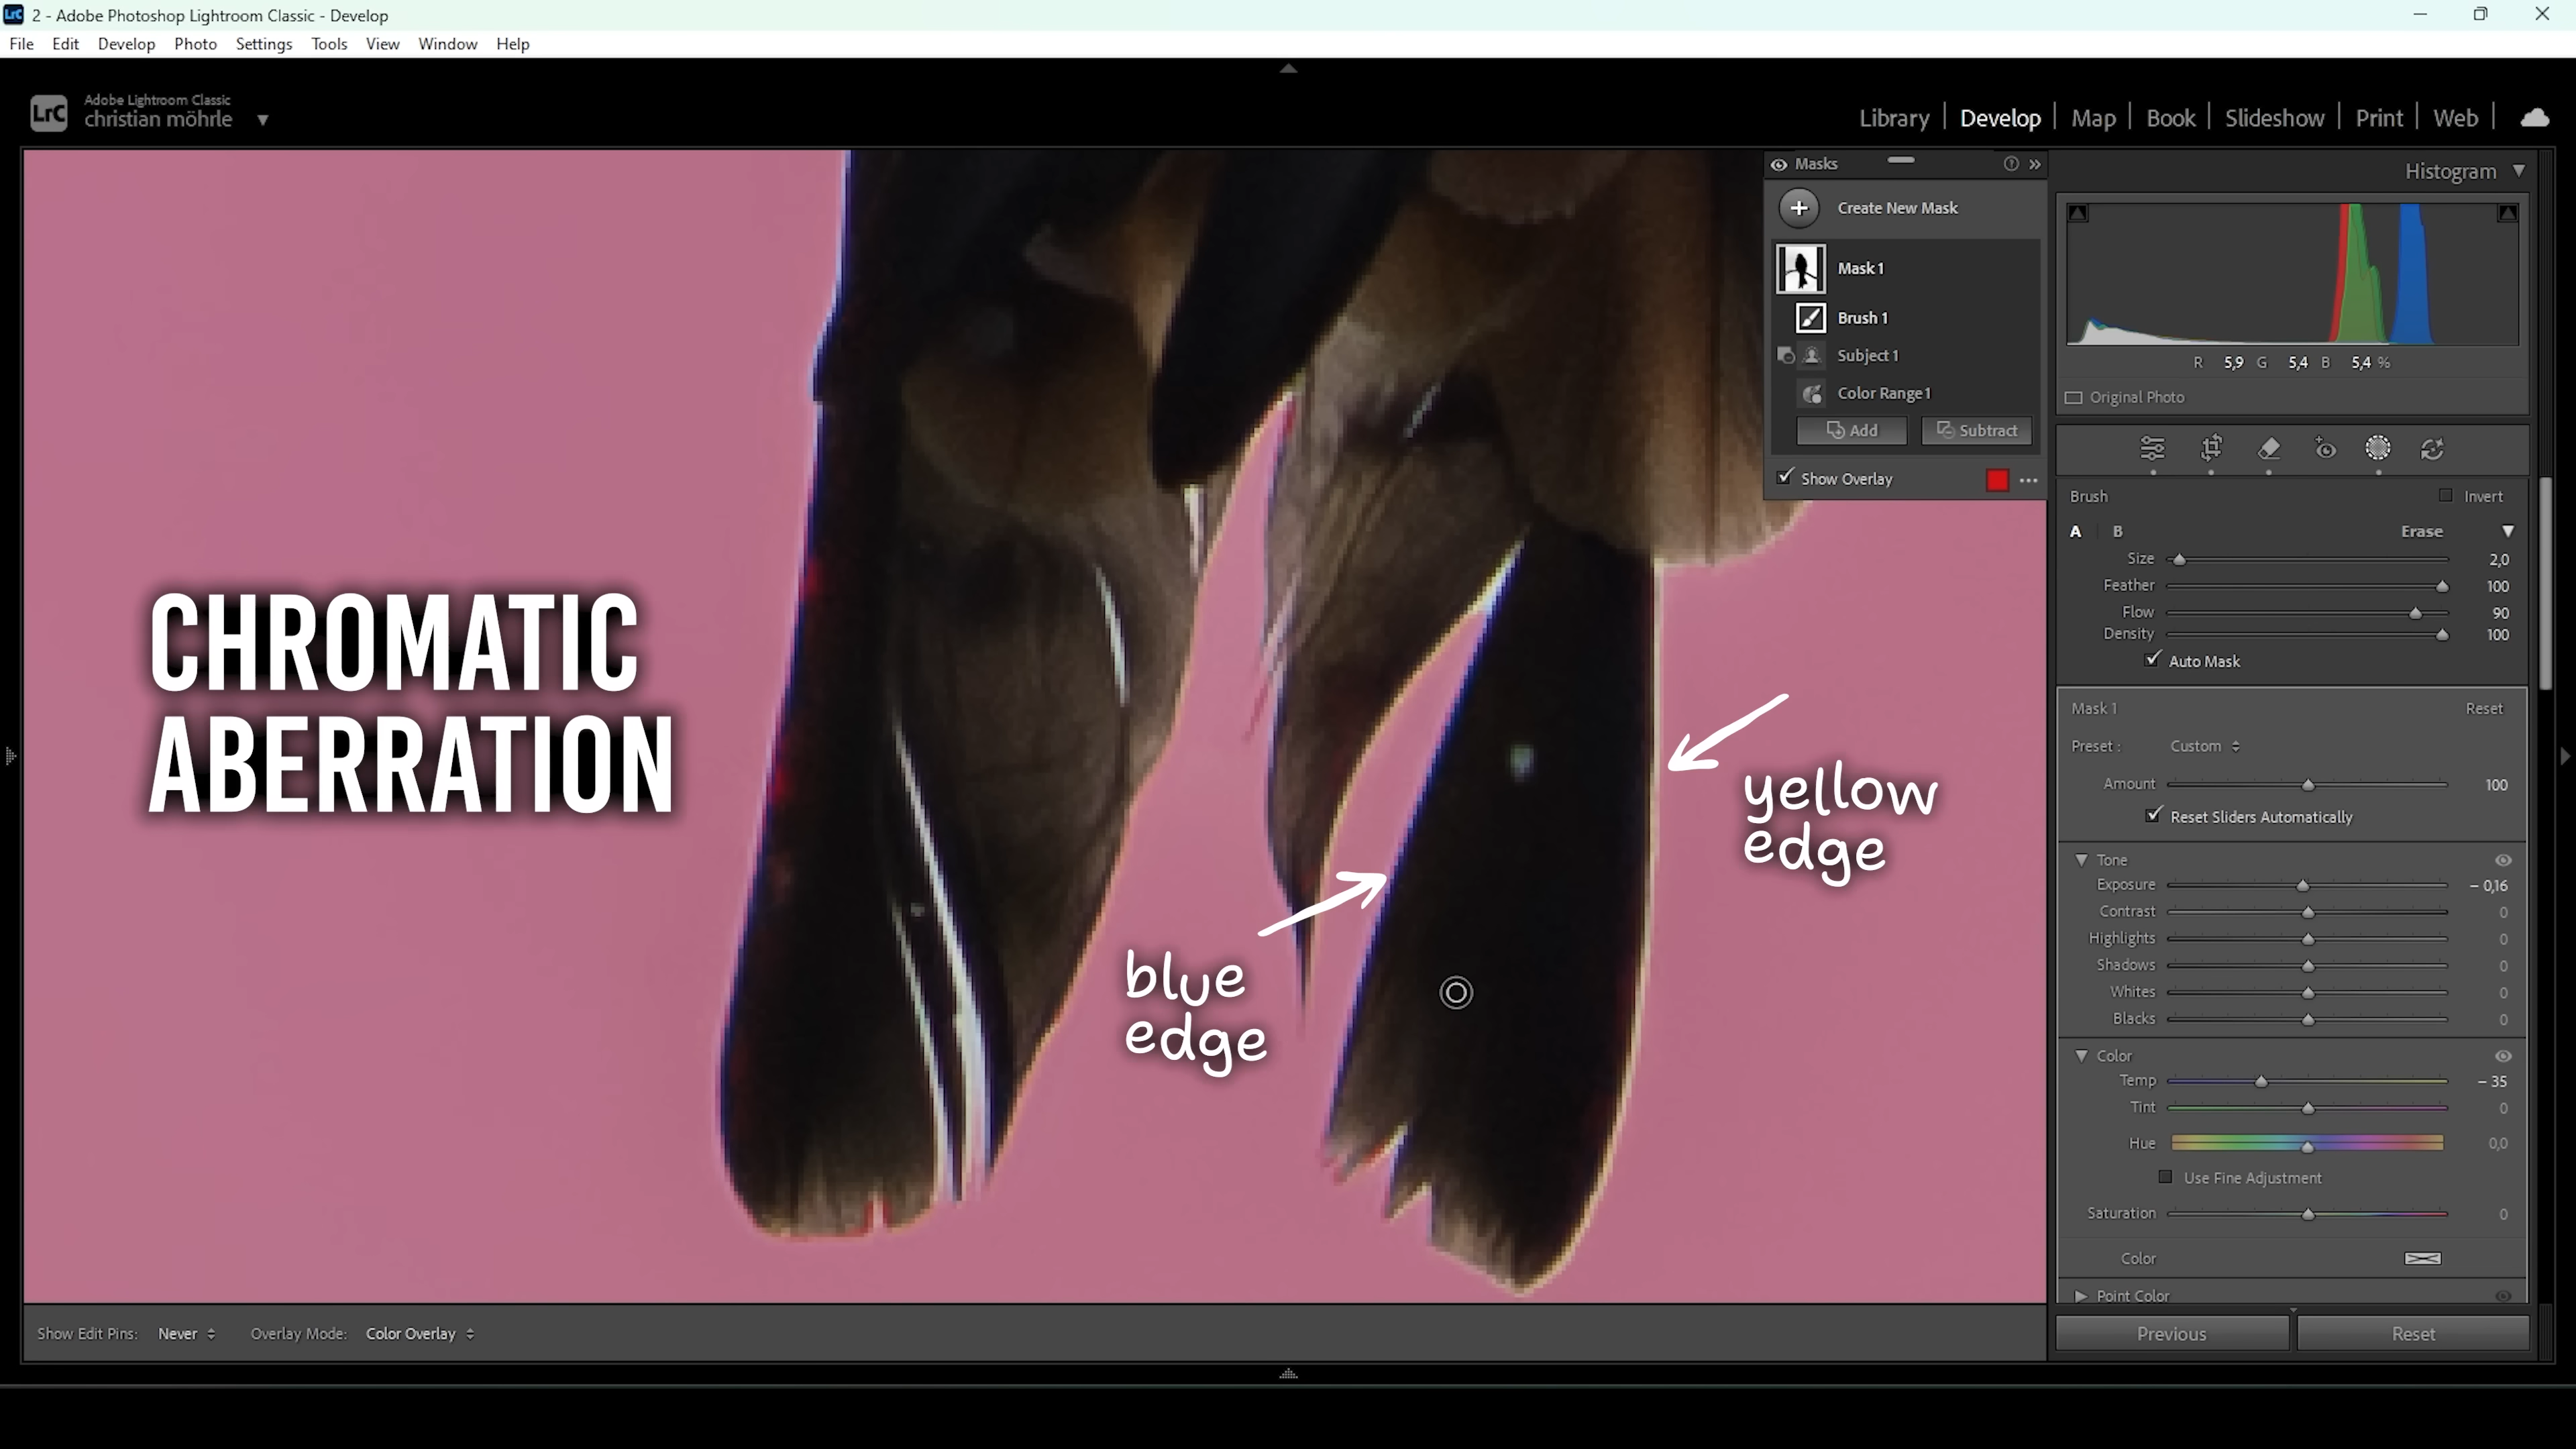 LrC 2 - Adobe Photoshop Lightroom Classic - Develop
File Edit Develop Photo Settings Tools View Window Help
LrC
Adobe Lightroom Classic
christian möhrle
Library | Develop | Map | Book | Slideshow | Print | Web |
Masks
Create New Mask
Mask 1
Brush 1
Subject 1
Color Range 1
Add Subtract
Show Overlay
Histogram
R 5,9 G 5,4 B 5,4 %
Original Photo
Brush Invert
A B Erase
Size 2,0
Feather 100
Flow 90
Density 100
Auto Mask
Mask 1 Reset
Preset : Custom
Amount 100
Reset Sliders Automatically
Tone
Exposure – 0,16
Contrast 0
Highlights 0
Shadows 0
Whites 0
Blacks 0
Color
Temp – 35
Tint 0
Hue 0,0
Use Fine Adjustment
Saturation 0
Color
Point Color
Previous Reset
CHROMATIC
ABERRATION
yellow
edge
blue
edge
Show Edit Pins: Never Overlay Mode: Color Overlay